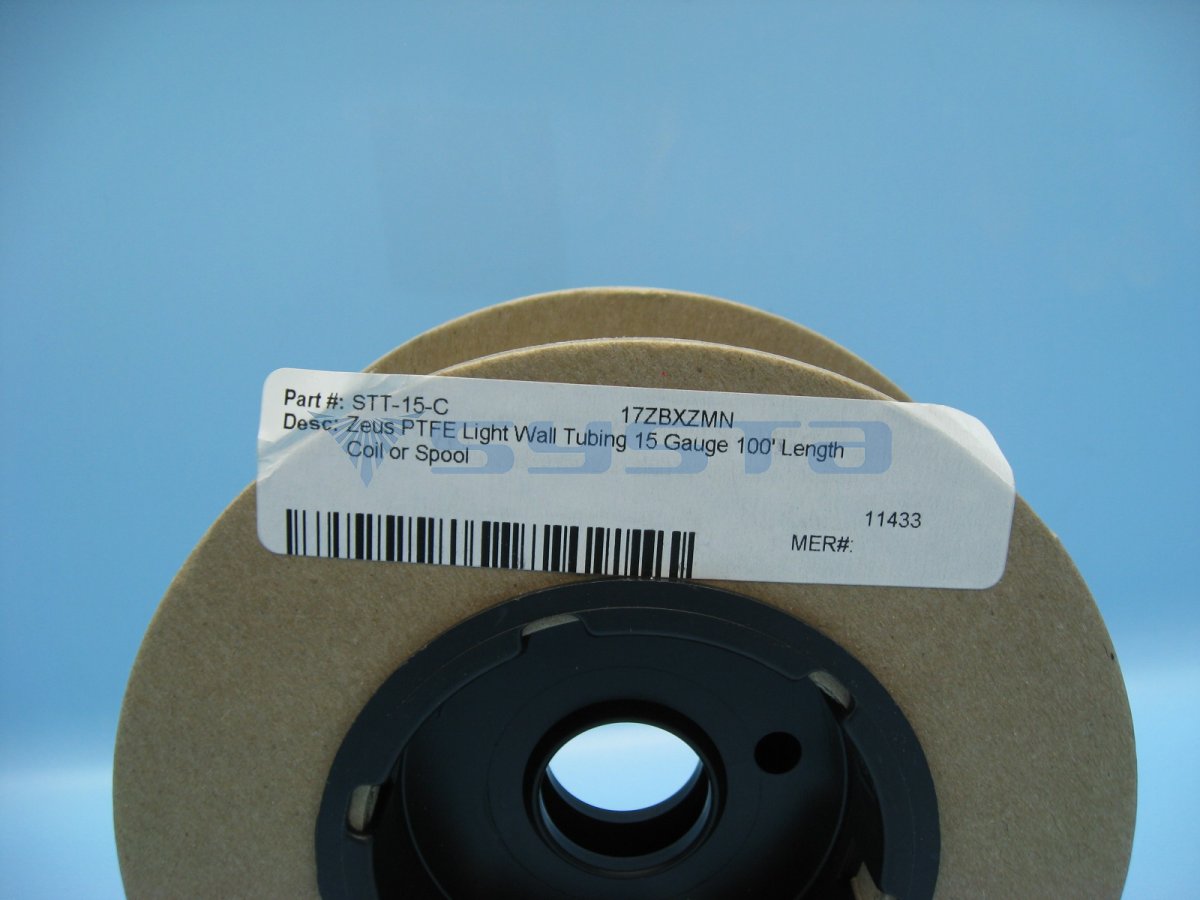 Part #: STT-15-C 17ZBXZMN
Desc: Zeus PTFE Light Wall Tubing 15 Gauge 100' Length
Coil or Spool
systa
11433
MER#: